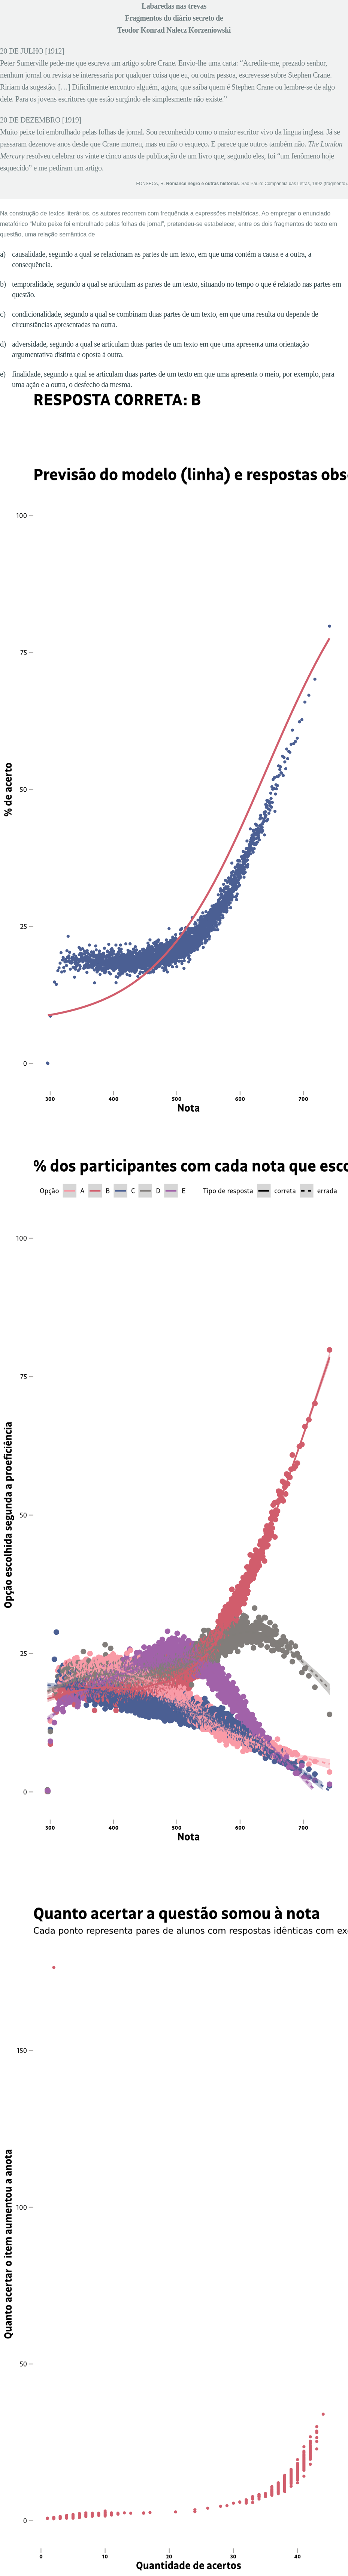 Labaredas nas trevas
Fragmentos do diário secreto de
Teodor Konrad Nalecz Korzeniowski
20 DE JULHO [1912]
Peter Somerville pede-me que escreva um artigo sobre Crane. Envio-lhe uma carta: “Acredite-me, prezado senhor,
nenhum jornal ou revista se interessaria por qualquer coisa que eu, ou outra pessoa, escrevesse sobre Stephen Crane.
Ririam da sugestão. […] Dificilmente encontro alguém, agora, que saiba quem é Stephen Crane ou lembre-se de algo
dele. Para os jovens escritores que estão surgindo ele simplesmente não existe.”
20 DE DEZEMBRO [1919]
Muito peixe foi embrulhado pelas folhas de jornal. Sou reconhecido como o maior escritor vivo da língua inglesa. Já se
passaram dezenove anos desde que Crane morreu, mas eu não o esqueço. E parece que outros também não. The London
Mercury resolveu celebrar os vinte e cinco anos de publicação de um livro que, segundo eles, foi “um fenômeno hoje
esquecido” e me pediram um artigo.
FONSECA, R. Romance negro e outras histórias. São Paulo: Companhia das Letras, 1992 (fragmento).
Na construção de textos literários, os autores recorrem com frequência a expressões metafóricas. Ao empregar o enunciado
metafórico “Muito peixe foi embrulhado pelas folhas de jornal”, pretendeu-se estabelecer, entre os dois fragmentos do texto em
questão, uma relação semântica de
a) causalidade, segundo a qual se relacionam as partes de um texto, em que uma contém a causa e a outra, a
consequência.
b) temporalidade, segundo a qual se articulam as partes de um texto, situando no tempo o que é relatado nas partes em
questão.
c) condicionalidade, segundo a qual se combinam duas partes de um texto, em que uma resulta ou depende de
circunstâncias apresentadas na outra.
d) adversidade, segundo a qual se articulam duas partes de um texto em que uma apresenta uma orientação
argumentativa distinta e oposta à outra.
e) finalidade, segundo a qual se articulam duas partes de um texto em que uma apresenta o meio, por exemplo, para
uma ação e a outra, o desfecho da mesma.
RESPOSTA CORRETA: B
Previsão do modelo (linha) e respostas obs
100
75
50
25
0
% de acerto
300 400 500 600 700
Nota
% dos participantes com cada nota que esco
Opção A B C D E Tipo de resposta correta errada
100
75
50
25
0
Opção escolhida segunda a proeficiência
300 400 500 600 700
Nota
Quanto acertar a questão somou à nota
Cada ponto representa pares de alunos com respostas idênticas com ex
150
100
50
0
Quanto acertar o item aumentou a anota
0 10 20 30 40
Quantidade de acertos